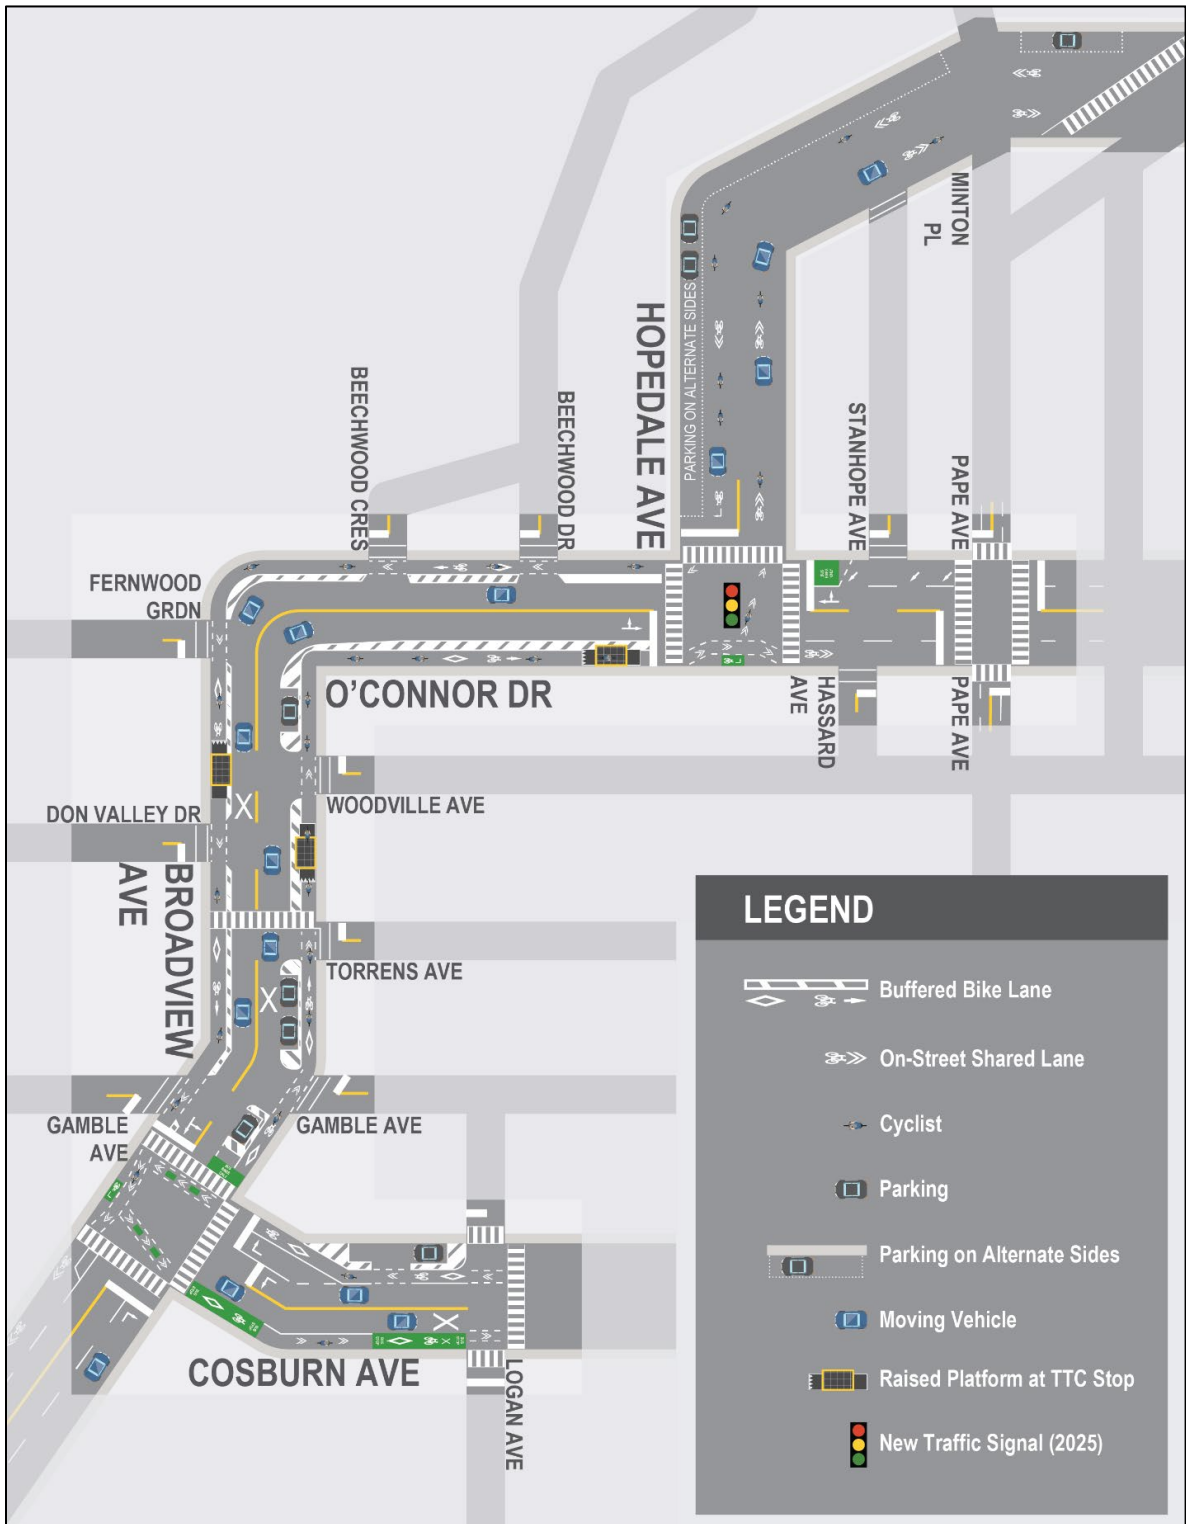 MINTON
PL
HOPEDALE AVE
PARKING ON ALTERNATE SIDES
BEECHWOOD CRES
BEECHWOOD DR
STANHOPE AVE
PAPE AVE
FERNWOOD
GRDN
O'CONNOR DR
HASSARD
AVE
PAPE AVE
DON VALLEY DR
WOODVILLE AVE
BROADVIEW
AVE
TORRENS AVE
GAMBLE
AVE
GAMBLE AVE
COSBURN AVE
LOGAN AVE
LEGEND
Buffered Bike Lane
On-Street Shared Lane
Cyclist
Parking
Parking on Alternate Sides
Moving Vehicle
Raised Platform at TTC Stop
New Traffic Signal (2025)